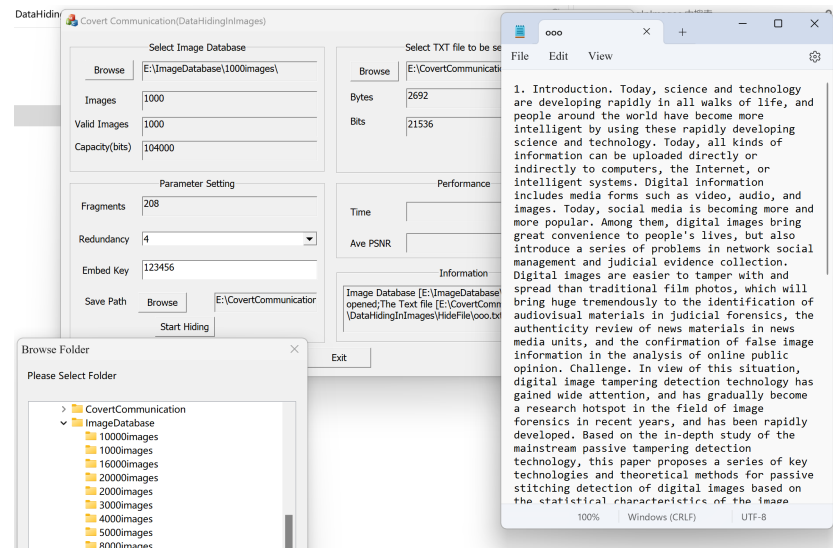 DataHidin
Covert Communication(DataHidingInImages)
Select Image Database
Browse
E:\ImageDatabase\1000images\
Images
1000
Valid Images
1000
Capacity(bits)
104000
Select TXT file to be se
Browse
E:\CovertCommunicati
Bytes
2692
Bits
21536
Parameter Setting
Fragments
208
Redundancy
4
Embed Key
123456
Save Path
Browse
E:\CovertCommunication
Start Hiding
Performance
Time
Ave PSNR
Information
Image Database [E:\ImageDatabase\
opened;The Text file [E:\CovertComm
\DataHidingInImages\HideFile\ooo.txt
Exit
Browse Folder
Please Select Folder
CovertCommunication
ImageDatabase
10000images
1000images
16000images
20000images
2000images
3000images
4000images
5000images
8000images
ooo
File Edit View
1. Introduction. Today, science and technology
are developing rapidly in all walks of life, and
people around the world have become more
intelligent by using these rapidly developing
science and technology. Today, all kinds of
information can be uploaded directly or
indirectly to computers, the Internet, or
intelligent systems. Digital information
includes media forms such as video, audio, and
images. Today, social media is becoming more and
more popular. Among them, digital images bring
great convenience to people's lives, but also
introduce a series of problems in network social
management and judicial evidence collection.
Digital images are easier to tamper with and
spread than traditional film photos, which will
bring huge tremendously to the identification of
audiovisual materials in judicial forensics, the
authenticity review of news materials in news
media units, and the confirmation of false image
information in the analysis of online public
opinion. Challenge. In view of this situation,
digital image tampering detection technology has
gained wide attention, and has gradually become
a research hotspot in the field of image
forensics in recent years, and has been rapidly
developed. Based on the in-depth study of the
mainstream passive tampering detection
technology, this paper proposes a series of key
technologies and theoretical methods for passive
stitching detection of digital images based on
the statistical characteristics of the image
100% Windows (CRLF) UTF-8